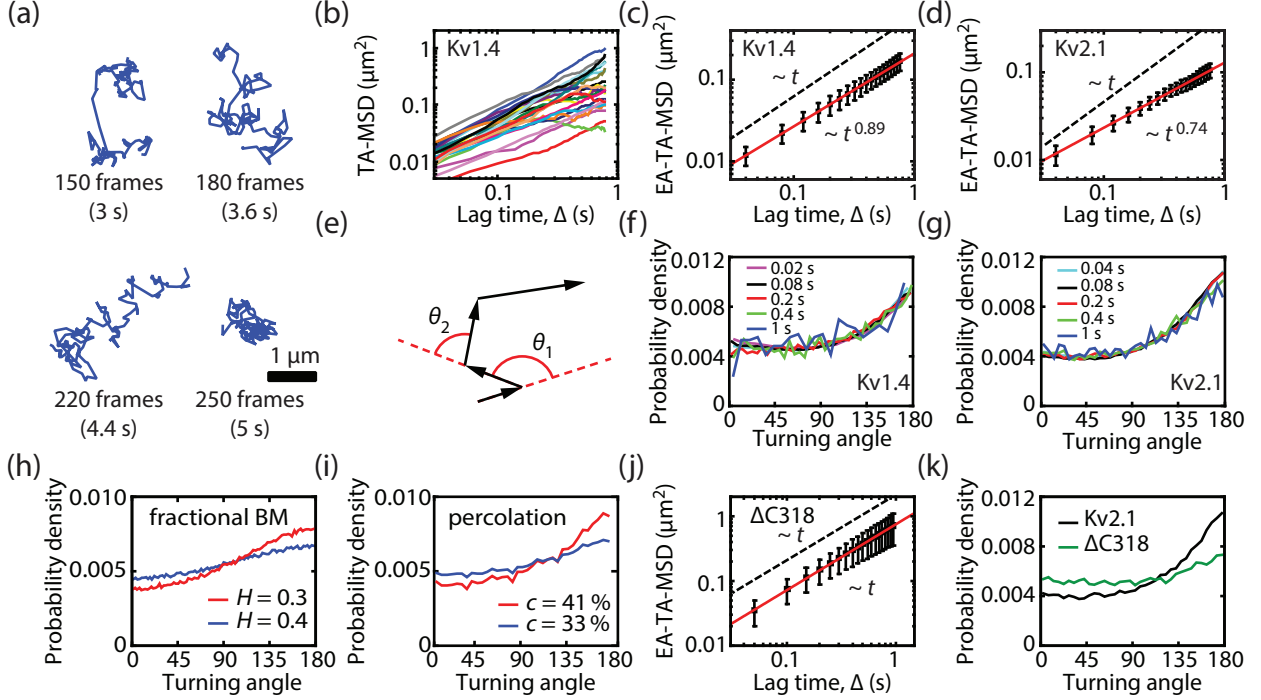 (a)
150 frames
(3 s)
180 frames
(3.6 s)
220 frames
(4.4 s)
250 frames
(5 s)
1 μm
(b)
TA-MSD (μm²)
Kv1.4
1
0.1
0.01
0.1
1
Lag time, Δ (s)
(c)
EA-TA-MSD (μm²)
Kv1.4
0.1
0.01
~ t
~ t^0.89
0.1
1
Lag time, Δ (s)
(d)
EA-TA-MSD (μm²)
Kv2.1
0.1
0.01
~ t
~ t^0.74
0.1
1
Lag time, Δ (s)
(e)
θ2
θ1
(f)
Probability density
0.012
0.008
0.004
0
0.02 s
0.08 s
0.2 s
0.4 s
1 s
Kv1.4
0 45 90 135 180
Turning angle
(g)
Probability density
0.012
0.008
0.004
0
0.04 s
0.08 s
0.2 s
0.4 s
1 s
Kv2.1
0 45 90 135 180
Turning angle
(h)
Probability density
0.010
0.005
0
fractional BM
H = 0.3
H = 0.4
0 45 90 135 180
Turning angle
(i)
Probability density
0.010
0.005
0
percolation
c = 41 %
c = 33 %
0 45 90 135 180
Turning angle
(j)
EA-TA-MSD (μm²)
1
0.1
0.01
ΔC318
~ t
~ t
0.1
1
Lag time, Δ (s)
(k)
Probability density
0.012
0.008
0.004
0
Kv2.1
ΔC318
0 45 90 135 180
Turning angle